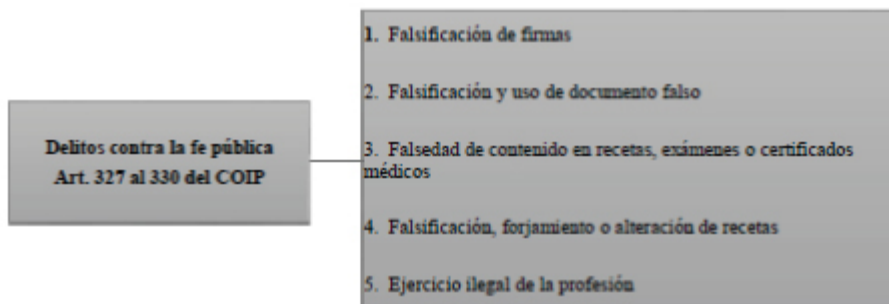 Delitos contra la fe pública
Art. 327 al 330 del COIP
1. Falsificación de firmas
2. Falsificación y uso de documento falso
3. Falsedad de contenido en recetas, exámenes o certificados
médicos
4. Falsificación, forjamiento o alteración de recetas
5. Ejercicio ilegal de la profesión